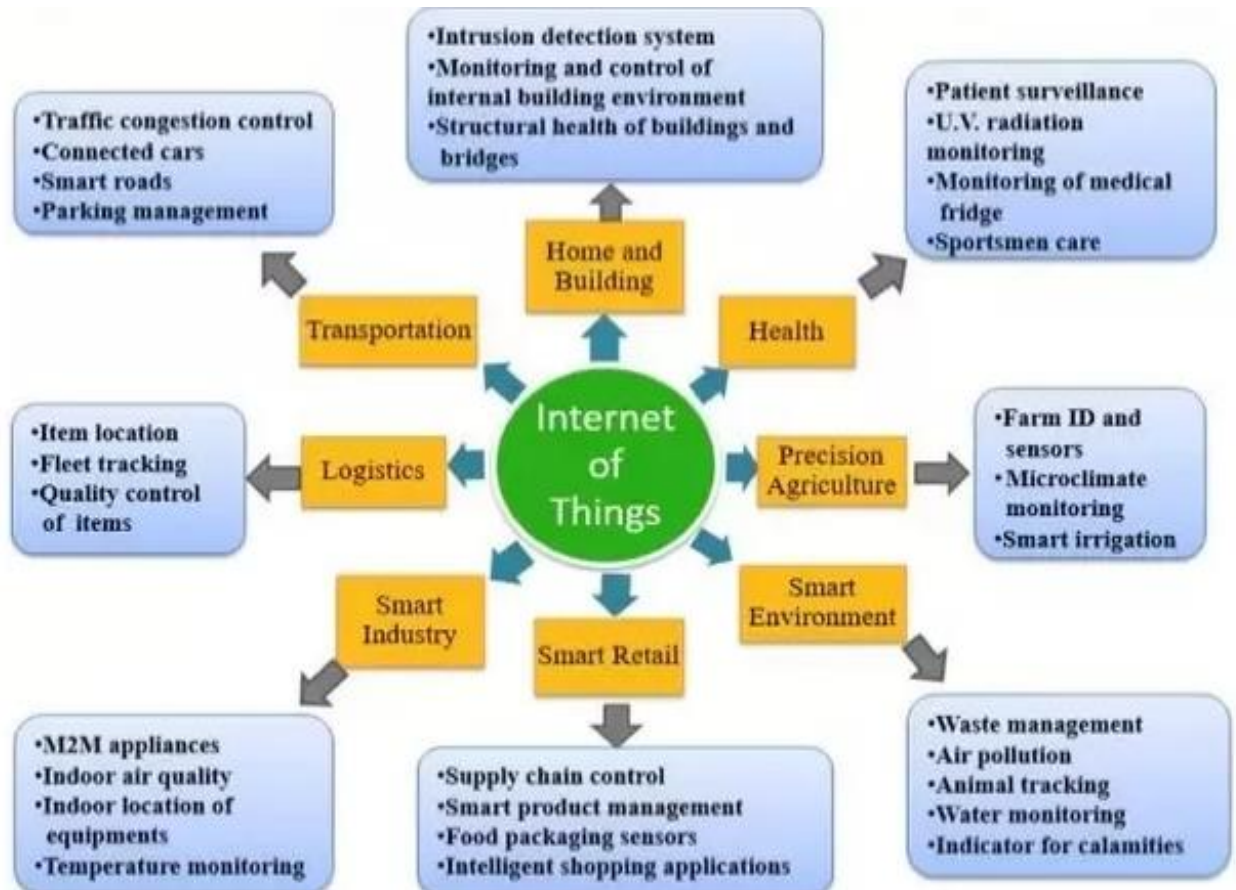 •Intrusion detection system
•Monitoring and control of
internal building environment
•Structural health of buildings and
bridges
•Traffic congestion control
•Connected cars
•Smart roads
•Parking management
•Patient surveillance
•U.V. radiation
monitoring
•Monitoring of medical
fridge
•Sportsmen care
Home and
Building
Transportation
Health
Internet
of
Things
•Item location
•Fleet tracking
•Quality control
of items
Logistics
Precision
Agriculture
•Farm ID and
sensors
•Microclimate
monitoring
•Smart irrigation
Smart
Industry
Smart Retail
Smart
Environment
•M2M appliances
•Indoor air quality
•Indoor location of
equipments
•Temperature monitoring
•Supply chain control
•Smart product management
•Food packaging sensors
•Intelligent shopping applications
•Waste management
•Air pollution
•Animal tracking
•Water monitoring
•Indicator for calamities